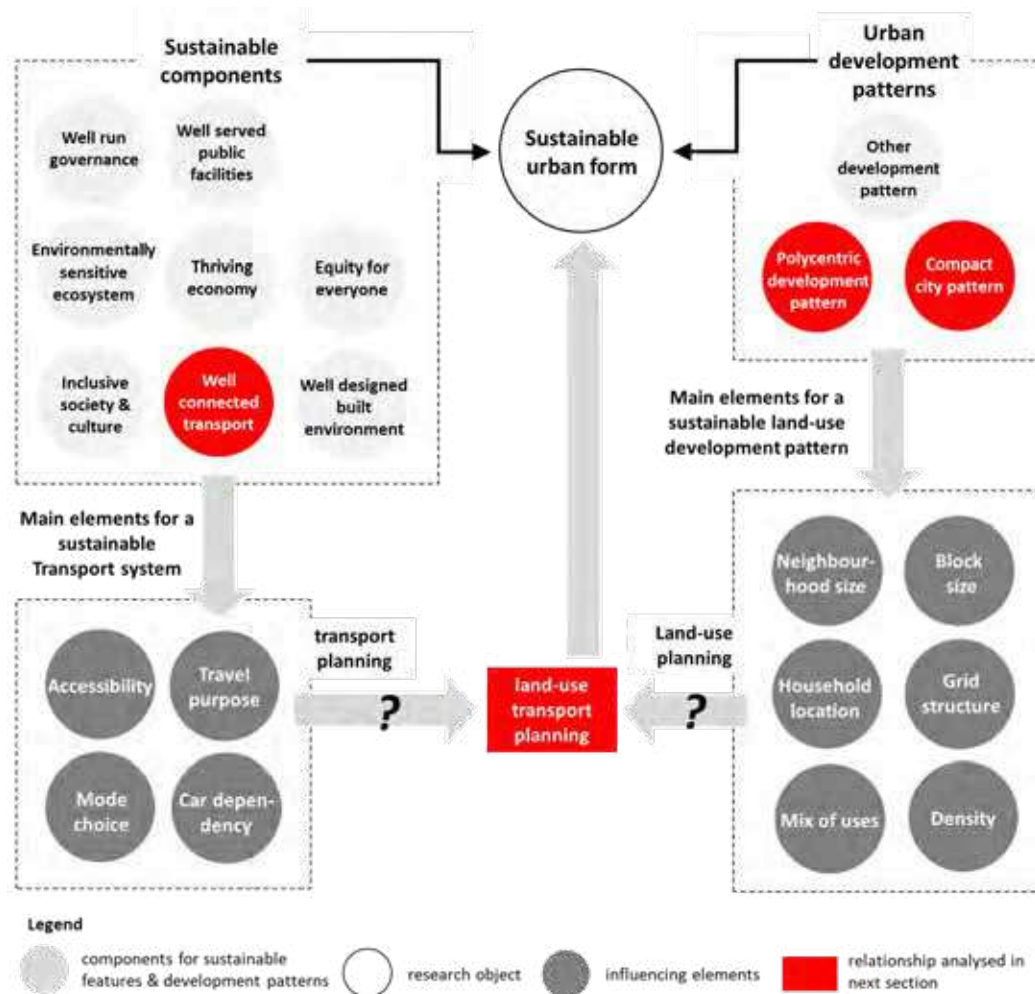 Sustainable
components
Well run
governance
Well served
public
facilities
Environmentally
sensitive
ecosystem
Thriving
economy
Equity for
everyone
Inclusive
society &
culture
Well
connected
transport
Well designed
built
environment
Sustainable
urban form
Urban
development
patterns
Other
development
pattern
Polycentric
development
pattern
Compact
city pattern
Main elements for a
sustainable
Transport system
Main elements for a
sustainable land-use
development pattern
Accessibility
Travel
purpose
Mode
choice
Car depen-
dency
transport
planning
?
land-use
transport
planning
Land-use
planning
?
Neighbour-
hood size
Block
size
Household
location
Grid
structure
Mix of uses
Density
Legend
components for sustainable
features & development patterns
research object
influencing elements
relationship analysed in
next section